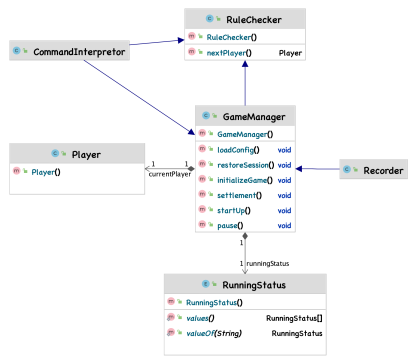 RuleChecker
RuleChecker()
nextPlayer() Player
CommandInterpretor
GameManager
GameManager()
loadConfig() void
restoreSession() void
initializeGame() void
settlement() void
startUp() void
pause() void
Player
Player()
1 1
currentPlayer
Recorder
1
1 runningStatus
RunningStatus
RunningStatus()
values() RunningStatus[]
valueOf(String) RunningStatus